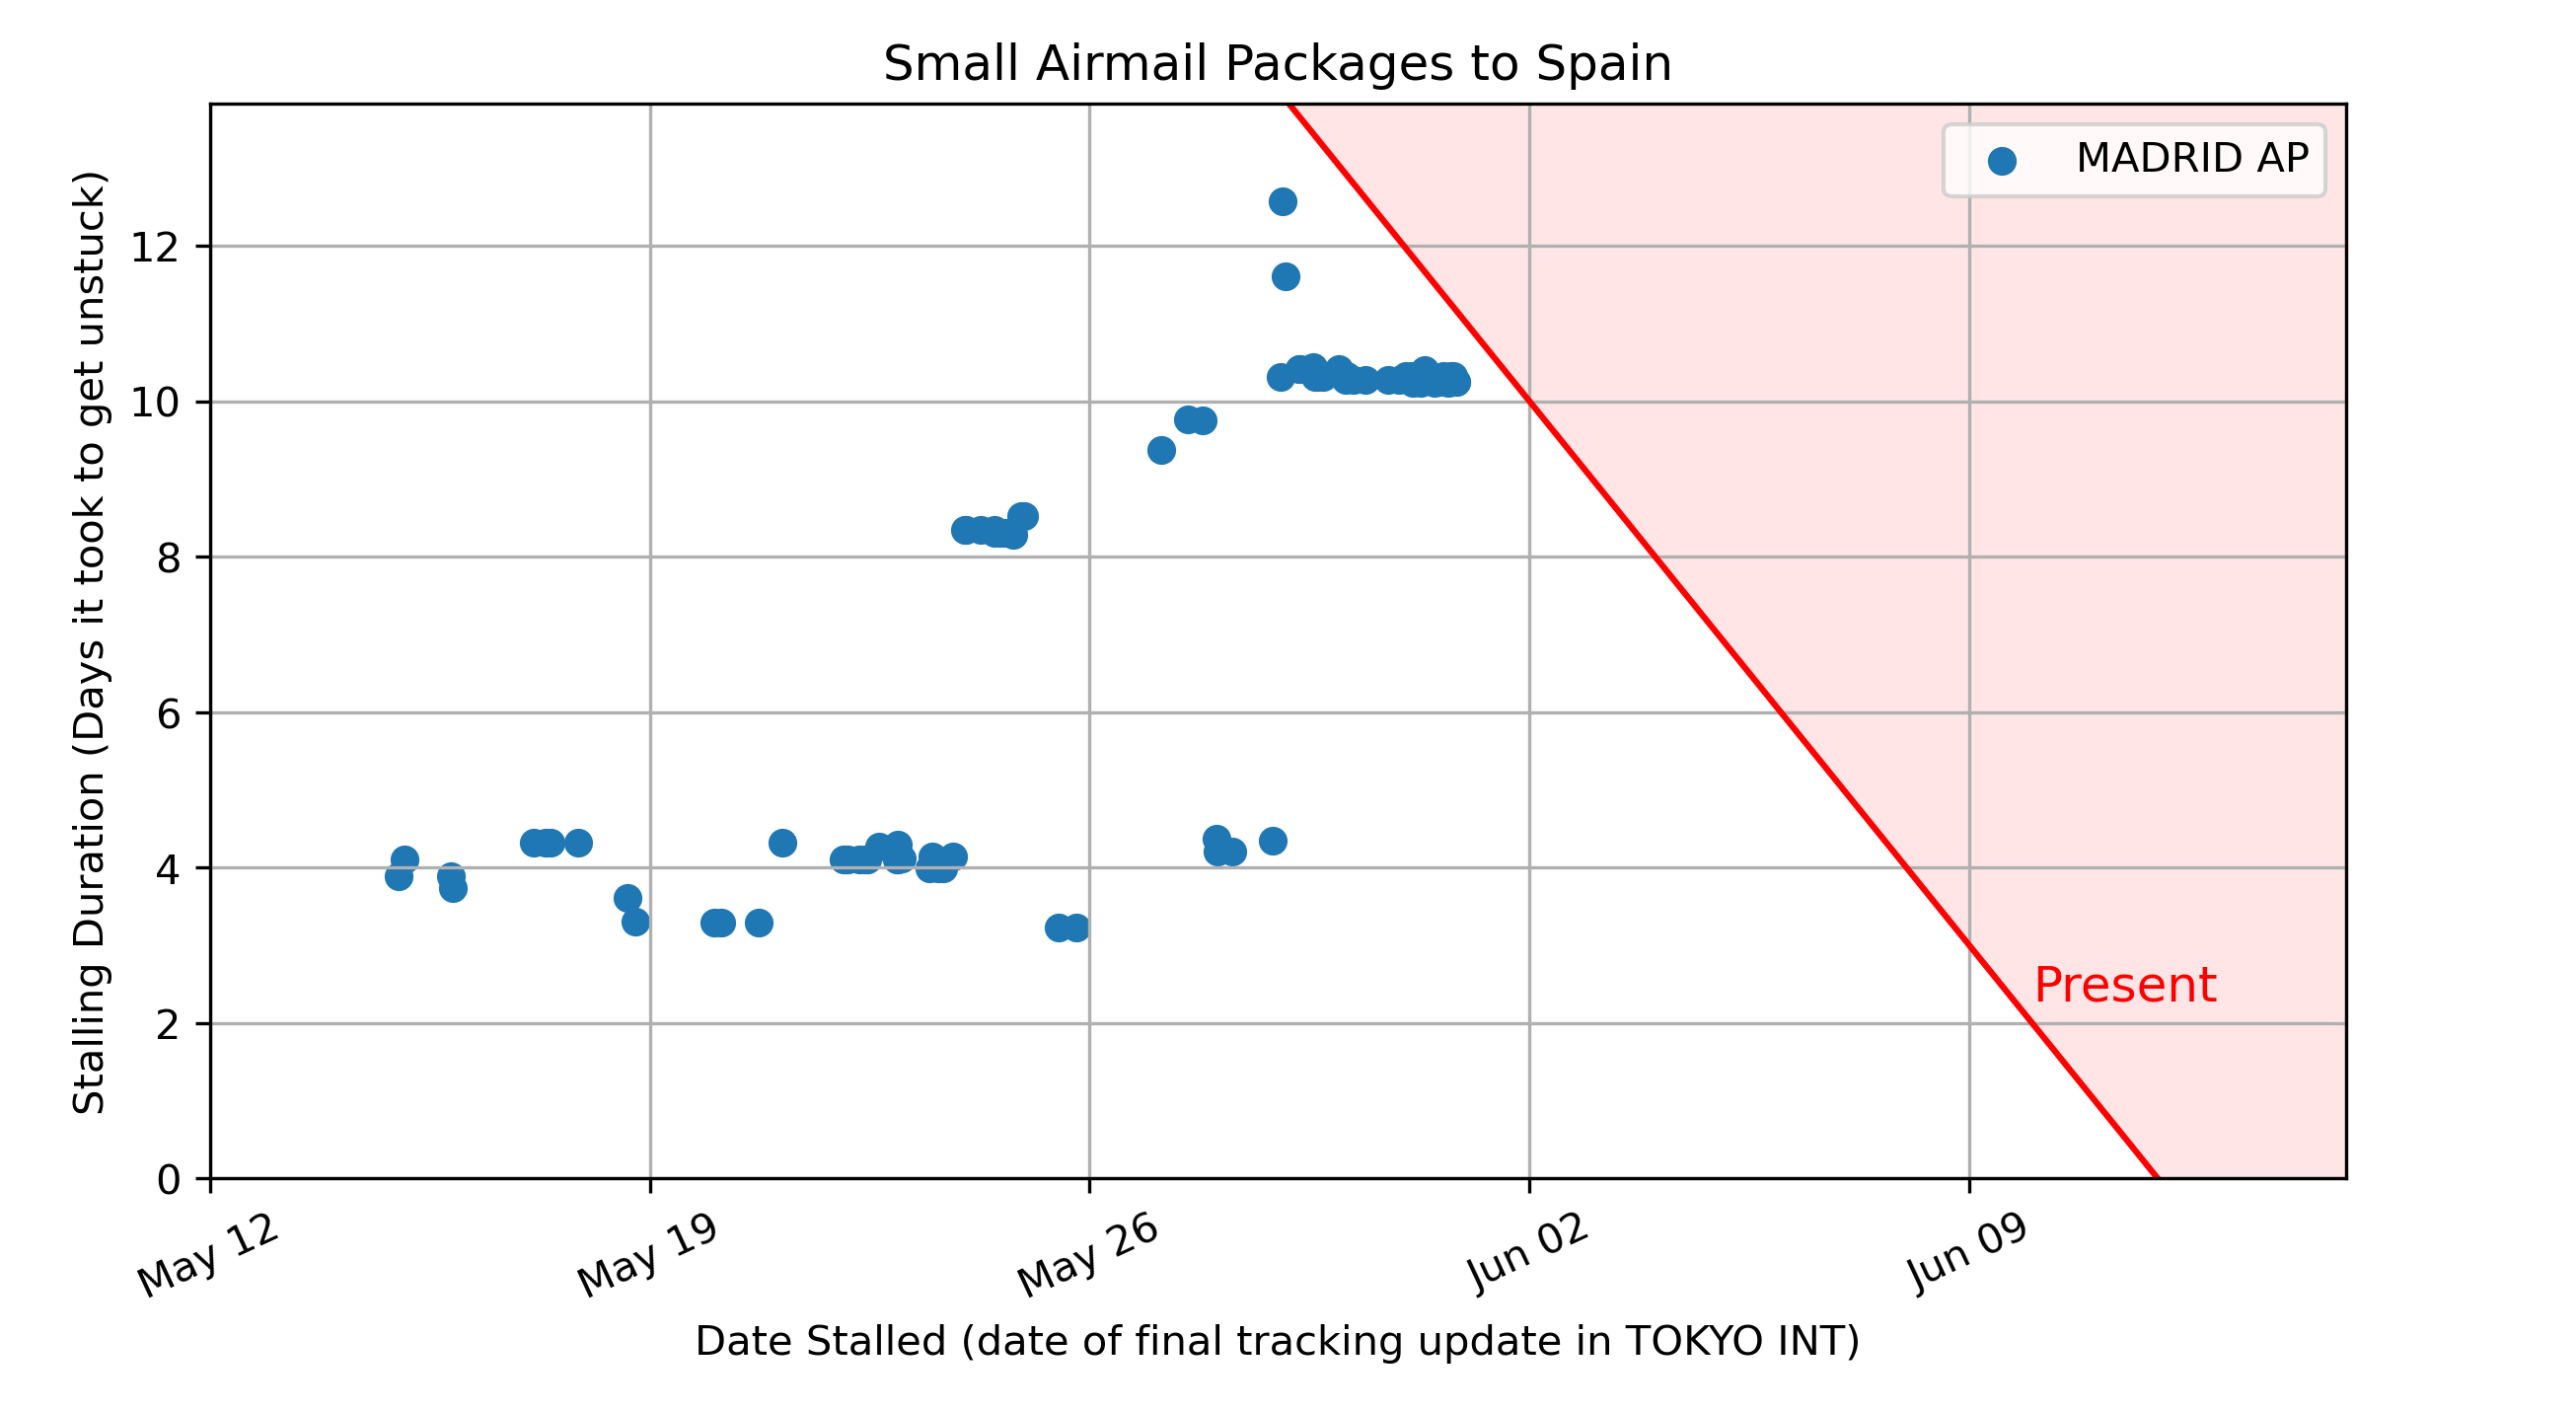 Small Airmail Packages to Spain
MADRID AP
Stalling Duration (Days it took to get unstuck)
12
10
8
6
4
2
0
Present
May 12
May 19
May 26
Jun 02
Jun 09
Date Stalled (date of final tracking update in TOKYO INT)